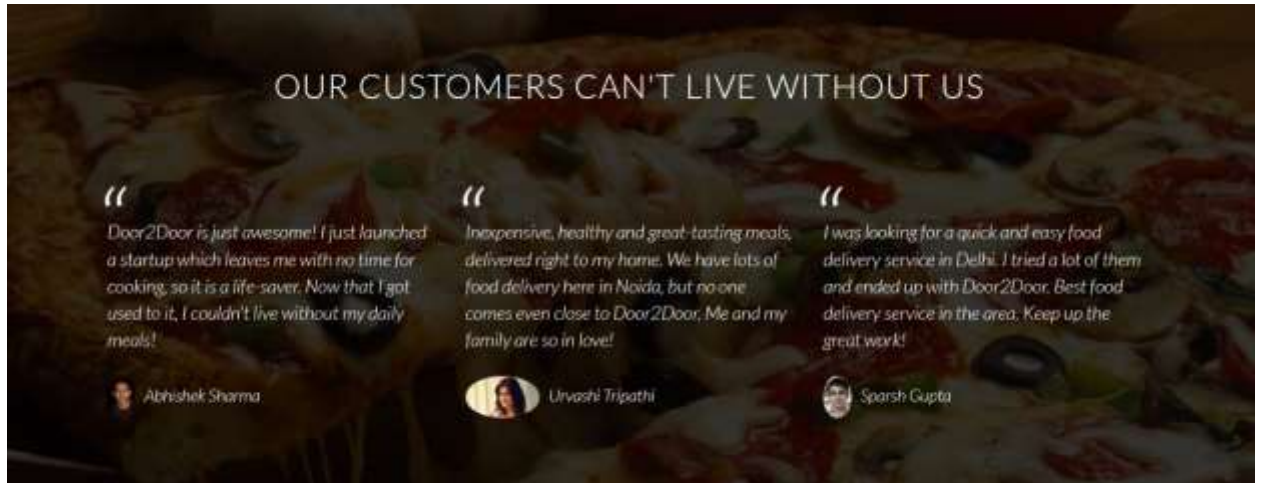 OUR CUSTOMERS CAN'T LIVE WITHOUT US
“
Door2Door is just awesome! I just launched
a startup which leaves me with no time for
cooking, so it is a life-saver. Now that I got
used to it, I couldn't live without my daily
meals!
Abhishek Sharma
“
Inexpensive, healthy and great-tasting meals,
delivered right to my home. We have lots of
food delivery here in Noida, but no one
comes even close to Door2Door. Me and my
family are so in love!
Urvashi Tripathi
“
I was looking for a quick and easy food
delivery service in Delhi. I tried a lot of them
and ended up with Door2Door. Best food
delivery service in the area. Keep up the
great work!
Sparsh Gupta